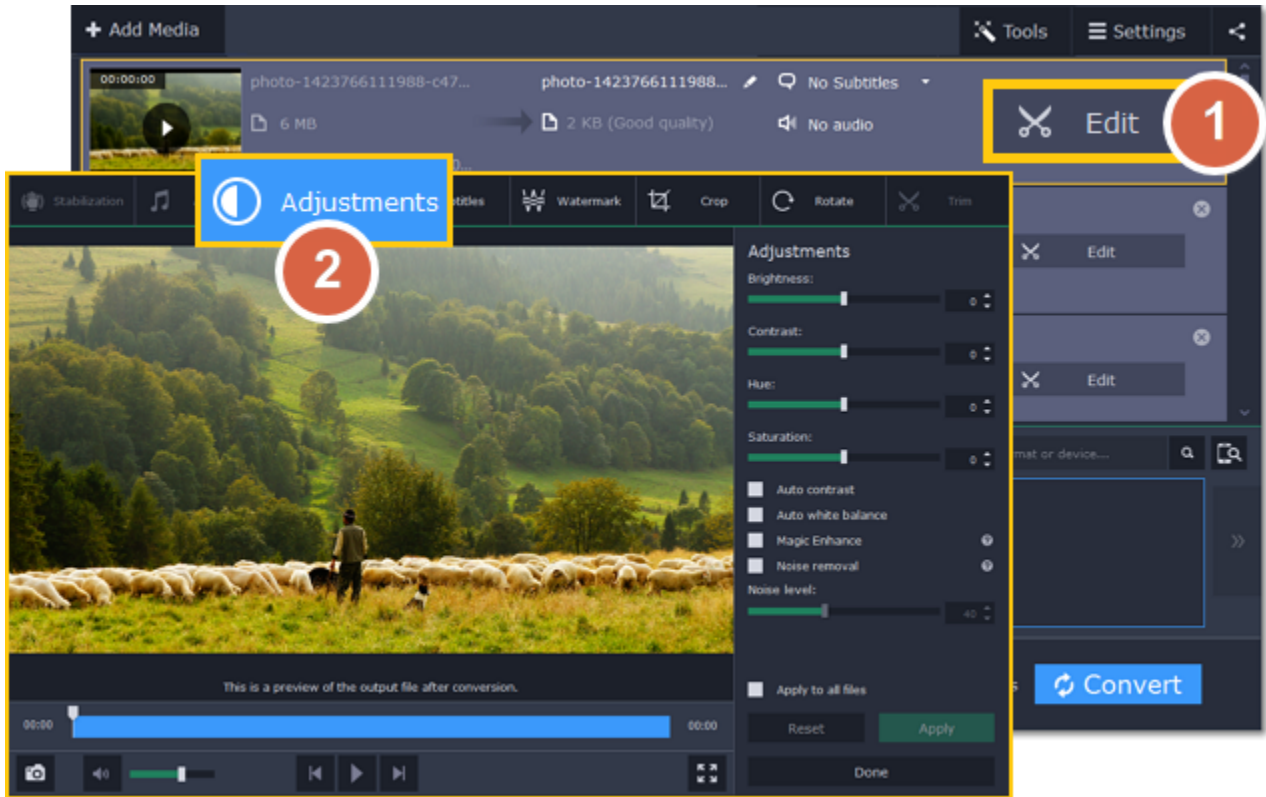 Add Media
Tools
Settings
00:00:00
photo-1423766111988-c47...
photo-1423766111988...
No Subtitles
6 MB
2 KB (Good quality)
No audio
Edit
1
Stabilization
Adjustments
Watermark
Crop
Rotate
Trim
2
Edit
Edit
Adjustments
Brightness:
0
Contrast:
0
Hue:
0
Saturation:
0
Auto contrast
Auto white balance
Magic Enhance
Noise removal
Noise level:
40
or device...
This is a preview of the output file after conversion.
Apply to all files
00:00
00:00
Reset
Apply
Done
Convert